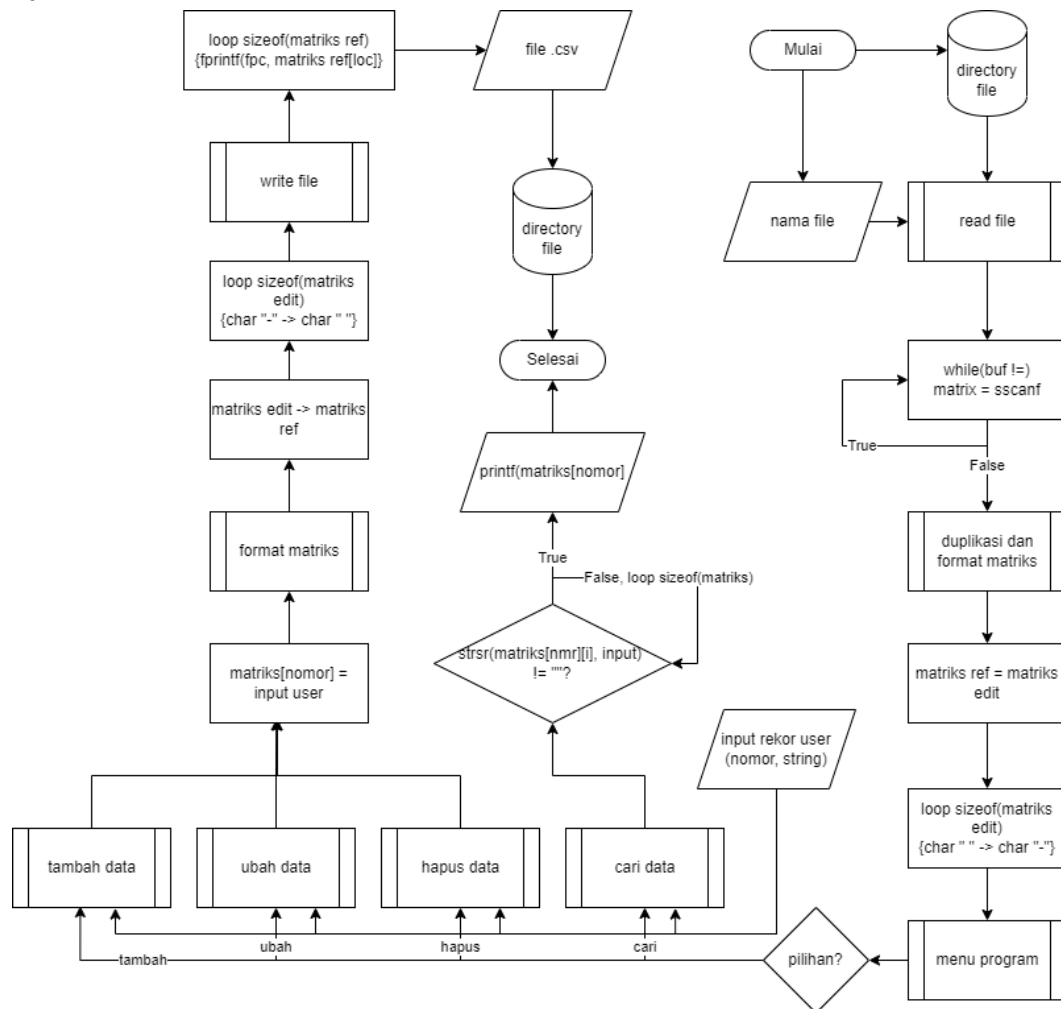 loop sizeof(matriks ref)
{fprintf(fpc, matriks ref[loc]}
file .csv
Mulai
directory
file
write file
nama file
read file
directory
file
loop sizeof(matriks
edit)
{char "-" -> char " "}
Selesai
while(buf !=)
matrix = sscanf
matriks edit -> matriks
ref
True
False
printf(matriks[nomor]
format matriks
duplikasi dan
format matriks
True
False, loop sizeof(matriks)
strsr(matriks[nmr][i], input)
!= ""?
matriks[nomor] =
input user
matriks ref = matriks
edit
input rekor user
(nomor, string)
loop sizeof(matriks
edit)
{char " " -> char "-"}
tambah data
ubah data
hapus data
cari data
ubah
hapus
cari
tambah
pilihan?
menu program